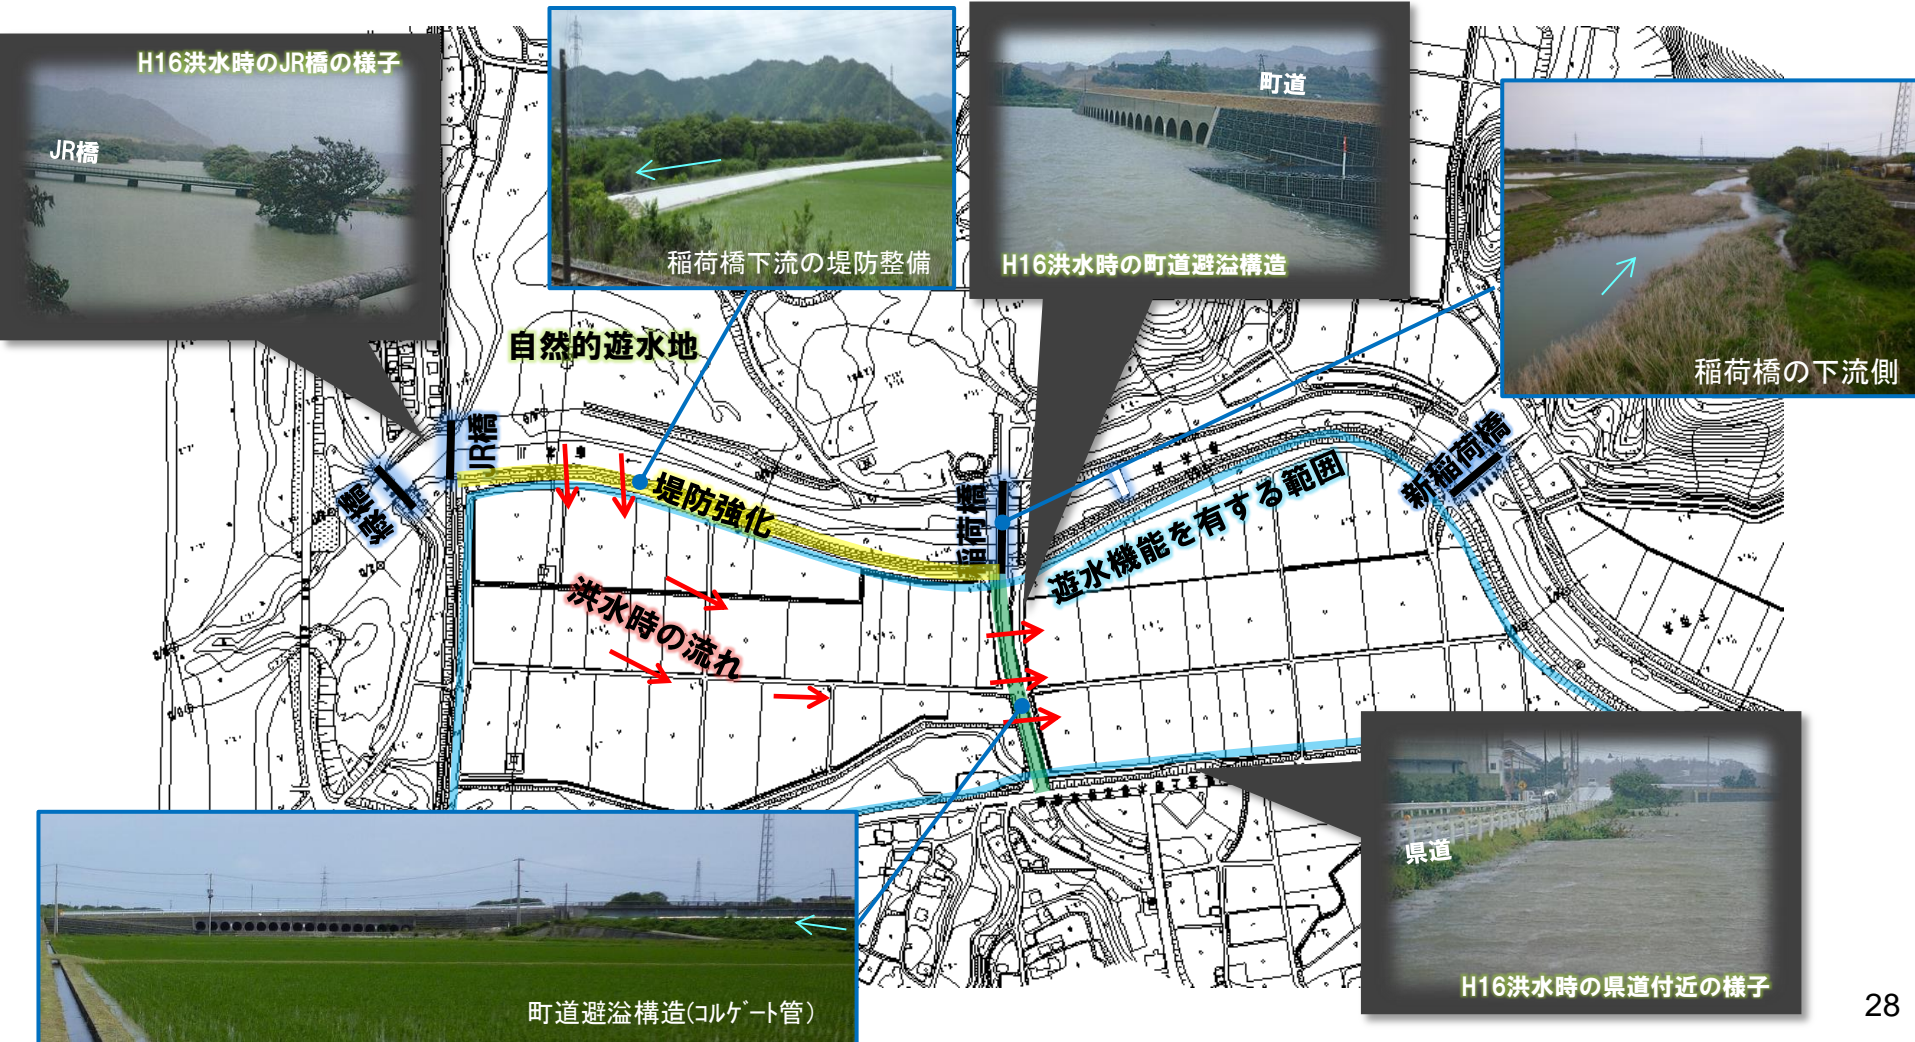 H16洪水時のJR橋の様子
JR橋
稲荷橋下流の堤防整備
町道
H16洪水時の町道避溢構造
稲荷橋の下流側
自然的遊水地
JR橋
堤防強化
稲荷橋
遊水機能を有する範囲
新稲荷橋
洪水時の流れ
県道
H16洪水時の県道付近の様子
町道避溢構造(ｺﾙｹﾞｰﾄ管)
28